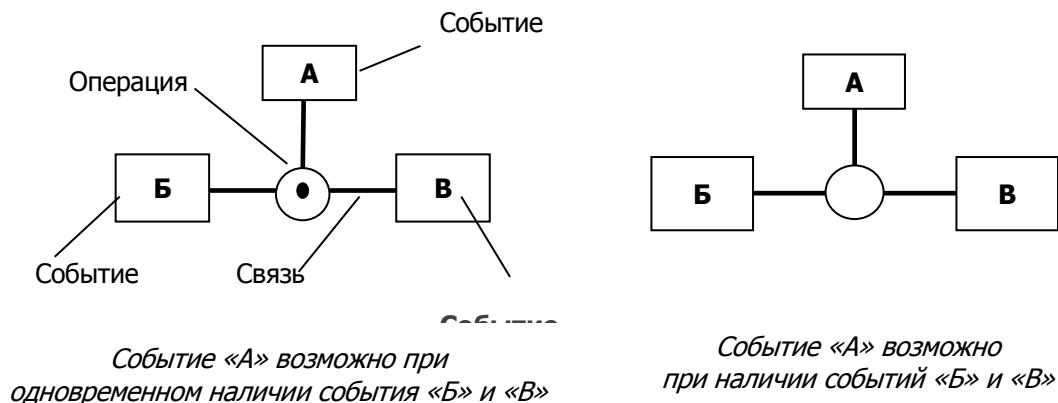 Событие
А
Операция
Б
В
Событие
Связь
Событие «А» возможно при
одновременном наличии события «Б» и «В»
А
Б
В
Событие «А» возможно
при наличии событий «Б» и «В»